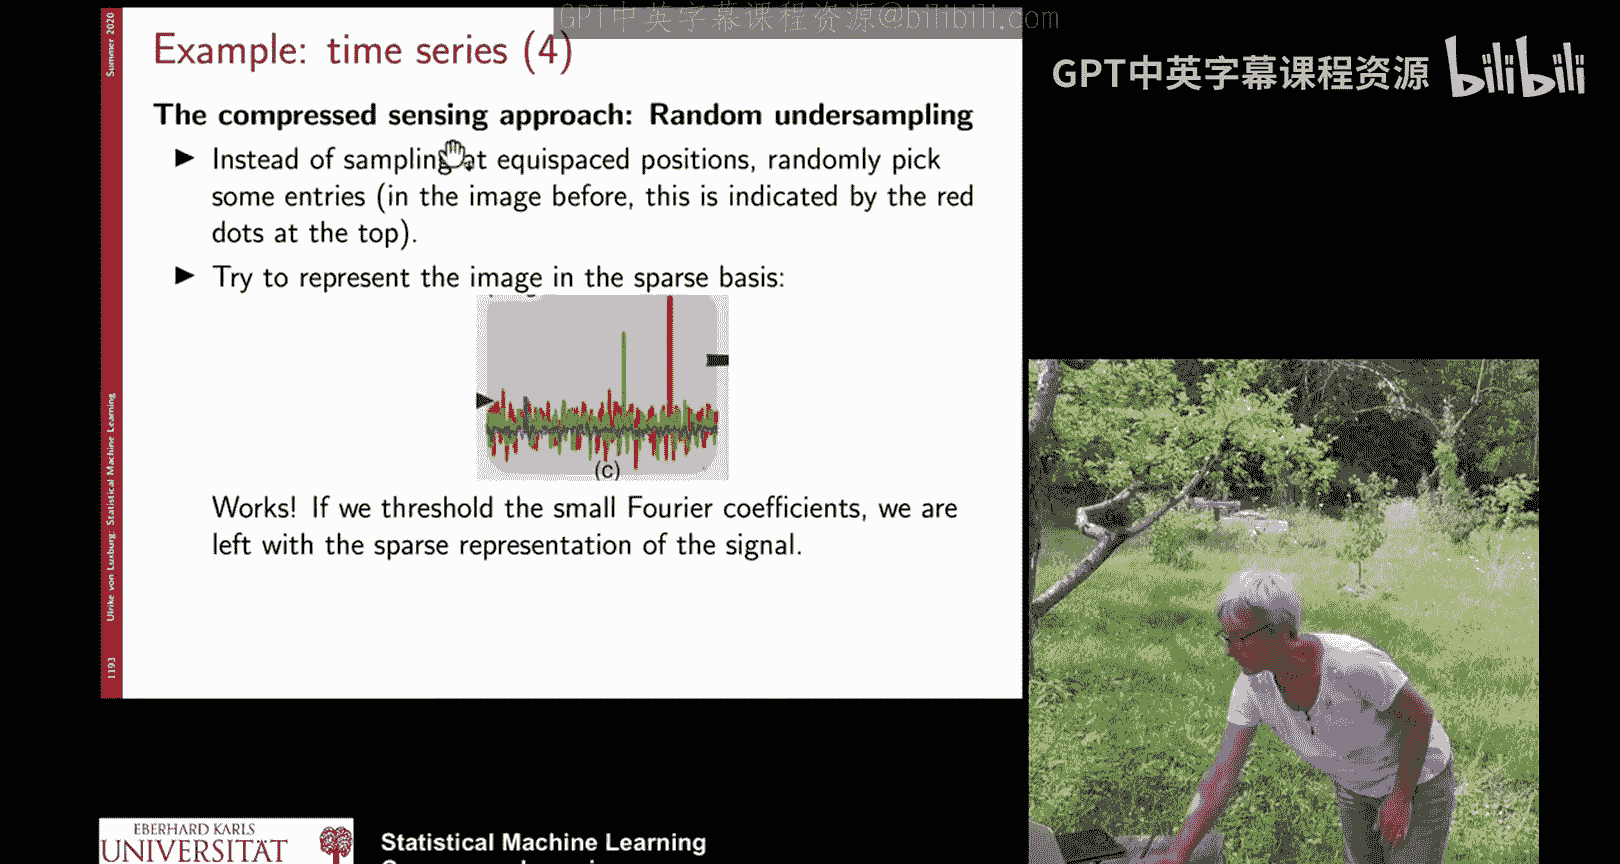 GPT中英字幕课程资源@bilibili.com
GPT中英字幕课程资源 bilibili
Summer 2020
Example: time series (4)
The compressed sensing approach: Random undersampling
▶ Instead of sampling at equispaced positions, randomly pick
some entries (in the image before, this is indicated by the red
dots at the top).
▶ Try to represent the image in the sparse basis:
(c)
Works! If we threshold the small Fourier coefficients, we are
left with the sparse representation of the signal.
Ulrike von Luxburg: Statistical Machine Learning
1193
EBERHARD KARLS
UNIVERSITÄT
Statistical Machine Learning